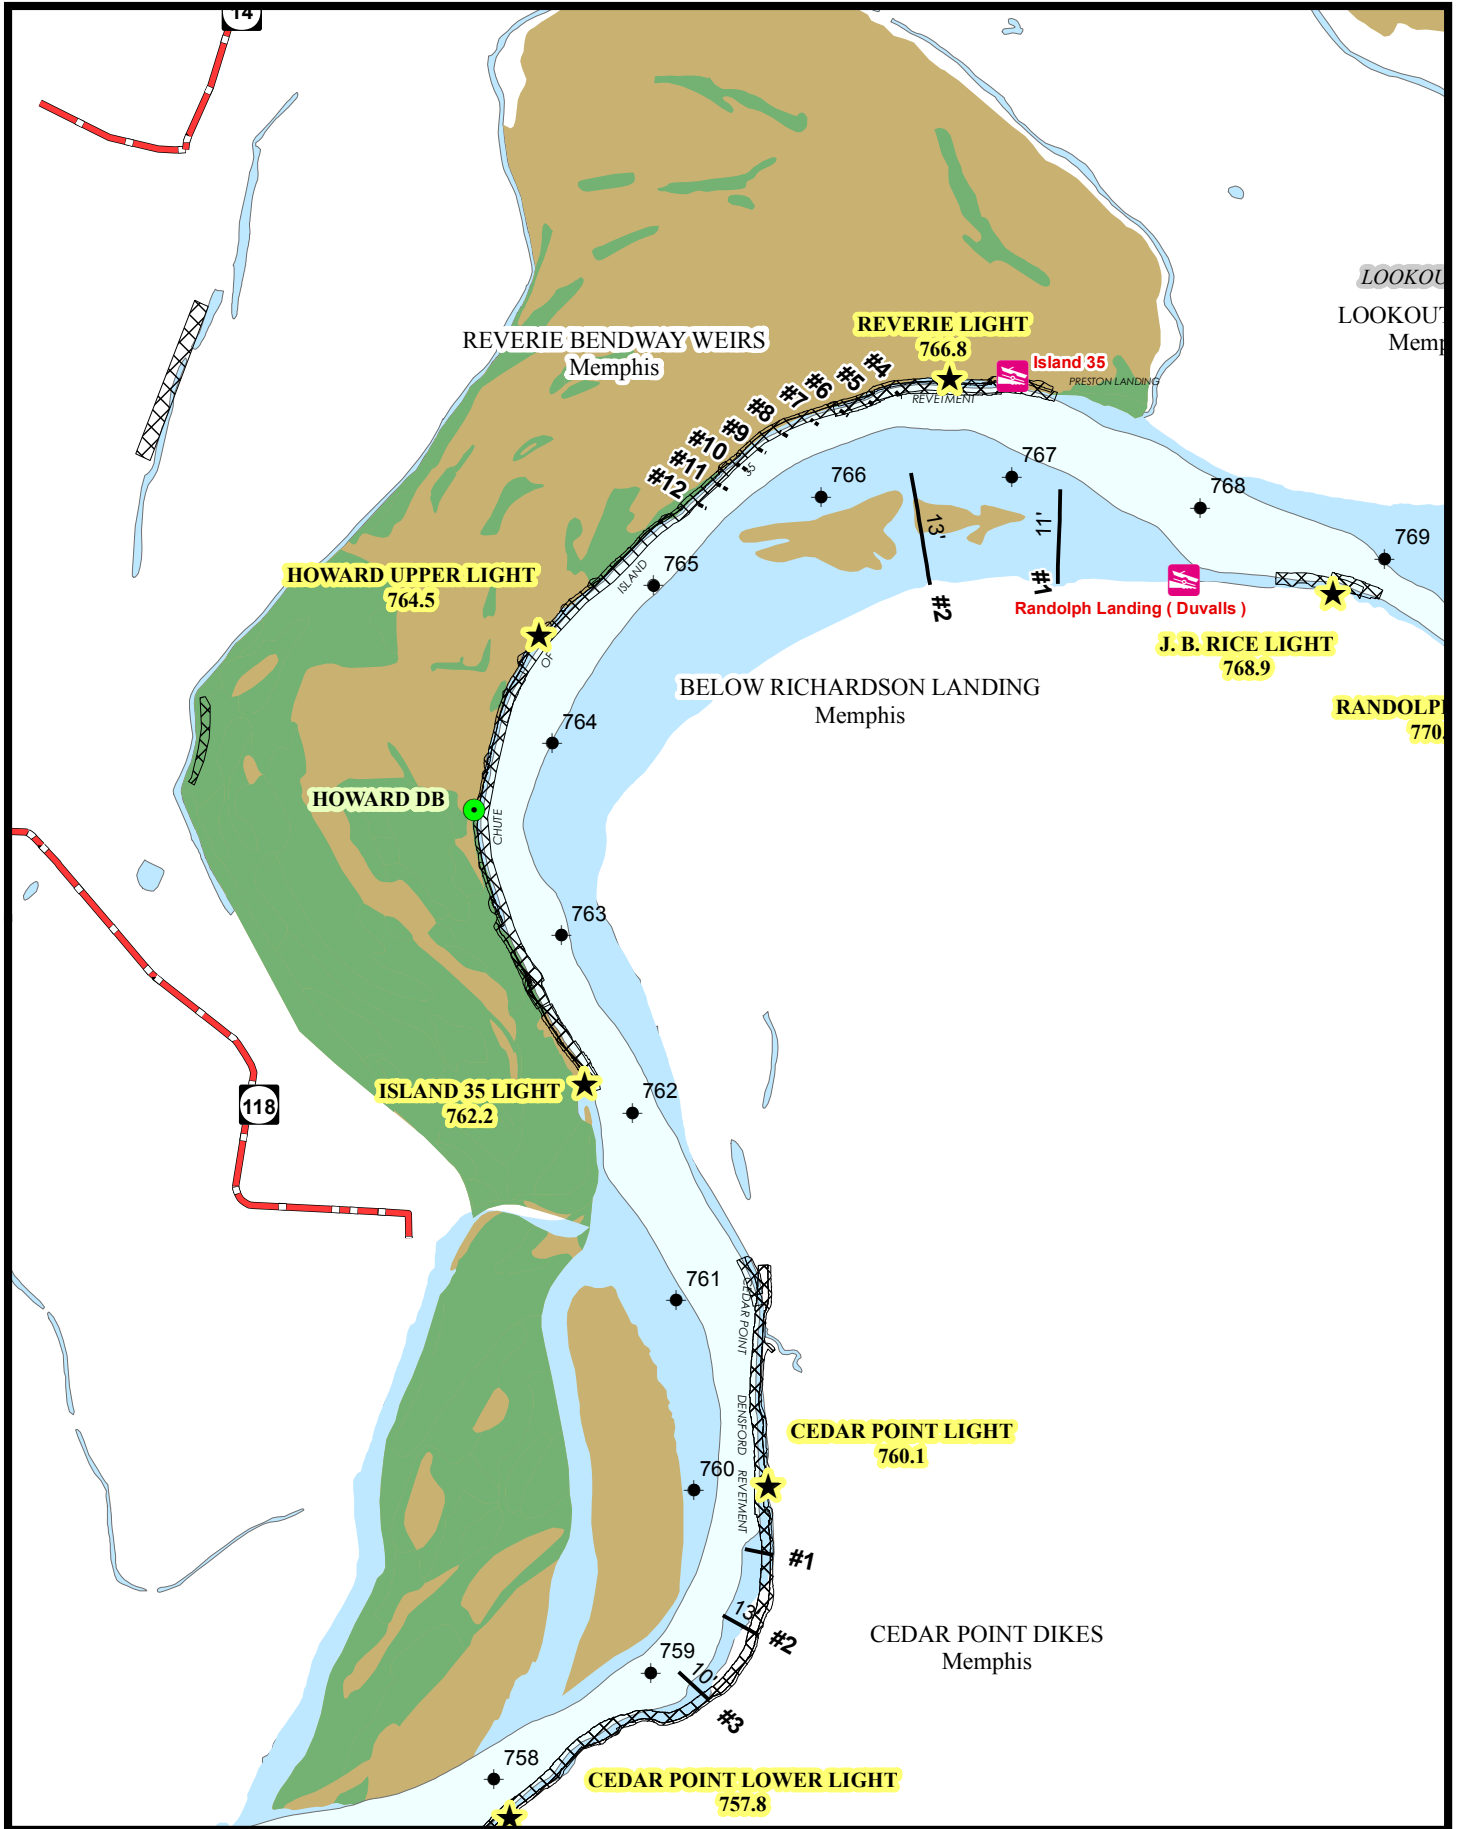 14
LOOKOU
LOOKOUT
Memp
REVERIE LIGHT
766.8
REVERIE BENDWAY WEIRS
Memphis
Island 35
PRESTON LANDING
REVETMENT
#4
#5
#6
#7
#8
#9
#10
#11
#12
35
767
766
768
769
13'
11'
ISLAND
765
HOWARD UPPER LIGHT
764.5
#2
#1
Randolph Landing ( Duvalls )
J. B. RICE LIGHT
768.9
OF
BELOW RICHARDSON LANDING
Memphis
RANDOLP
770.
764
HOWARD DB
CHUTE
763
ISLAND 35 LIGHT
762.2
762
118
761
CEDAR POINT
DENSFORD
REVETMENT
CEDAR POINT LIGHT
760.1
760
#1
13'
#2
CEDAR POINT DIKES
Memphis
759
10'
#3
758
CEDAR POINT LOWER LIGHT
757.8